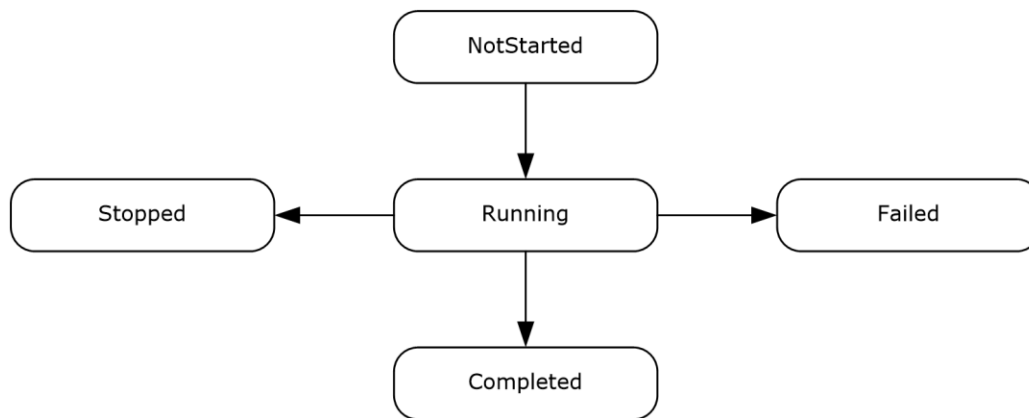 NotStarted
Stopped
Running
Failed
Completed